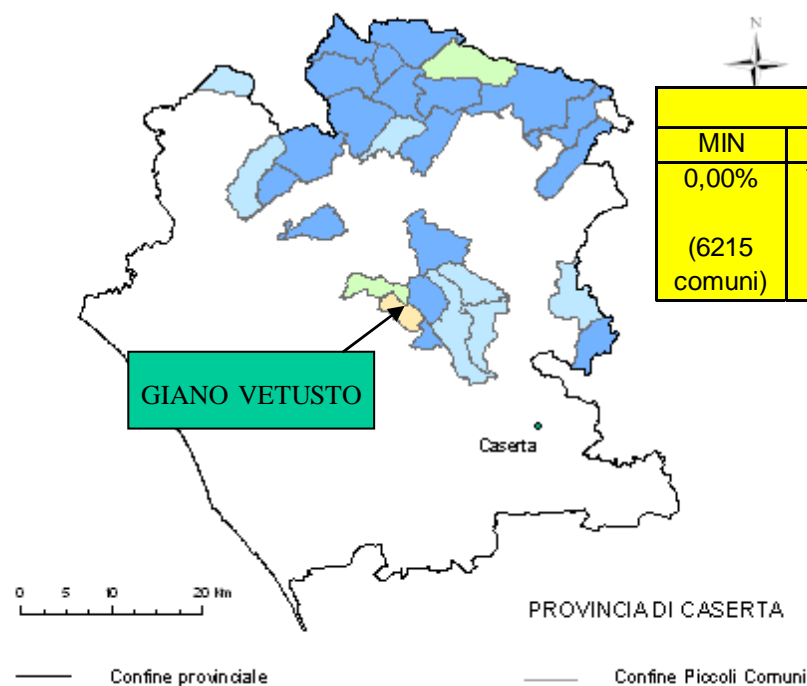 N
MIN
0,00%
(6215
comuni)
GIANO VETUSTO
Caserta
0 5 10 20 Km
PROVINCIA DI CASERTA
Confine provinciale
Confine Piccoli Comuni